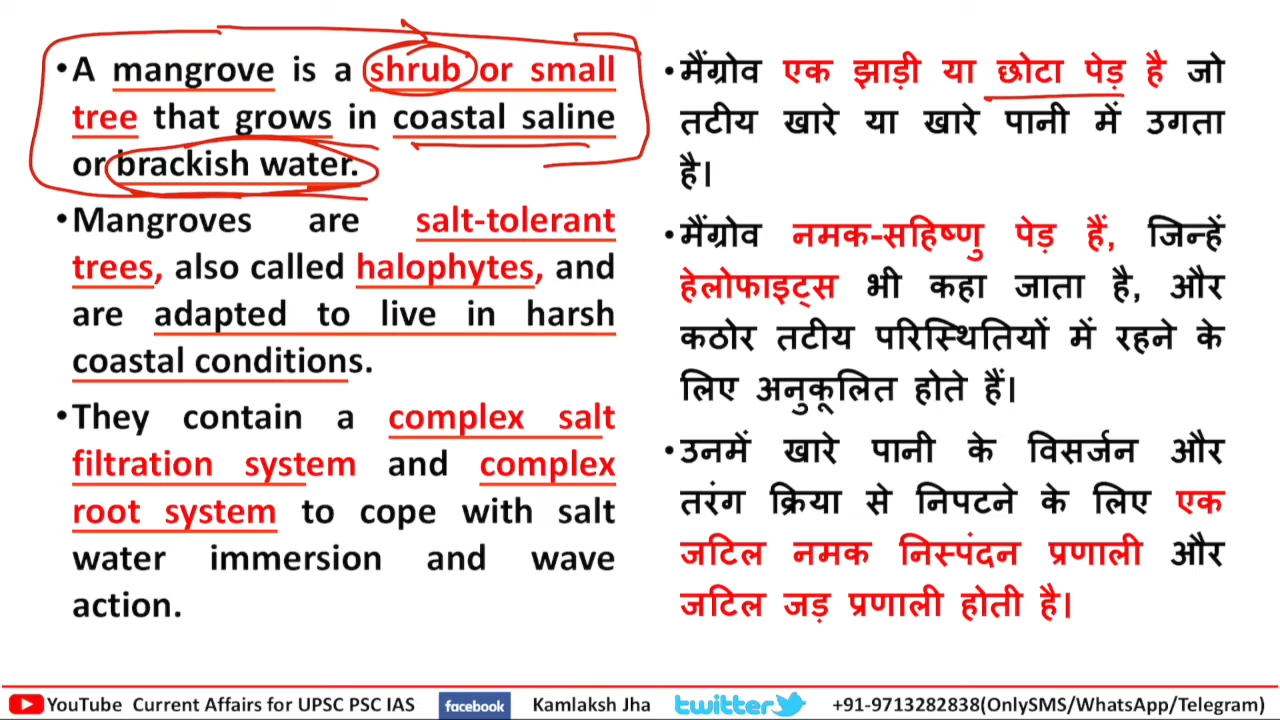 • A mangrove is a shrub or small
tree that grows in coastal saline
or brackish water.
• Mangroves are salt-tolerant
trees, also called halophytes, and
are adapted to live in harsh
coastal conditions.
• They contain a complex salt
filtration system and complex
root system to cope with salt
water immersion and wave
action.
• मैंग्रोव एक झाड़ी या छोटा पेड़ है जो
तटीय खारे या खारे पानी में उगता
है।
• मैंग्रोव नमक-सहिष्णु पेड़ हैं, जिन्हें
हेलोफाइट्स भी कहा जाता है, और
कठोर तटीय परिस्थितियों में रहने के
लिए अनुकूलित होते हैं।
• उनमें खारे पानी के विसर्जन और
तरंग क्रिया से निपटने के लिए एक
जटिल नमक निस्पंदन प्रणाली और
जटिल जड़ प्रणाली होती है।
YouTube Current Affairs for UPSC PSC IAS facebook Kamlaksh Jha twitter +91-9713282838(OnlySMS/WhatsApp/Telegram)